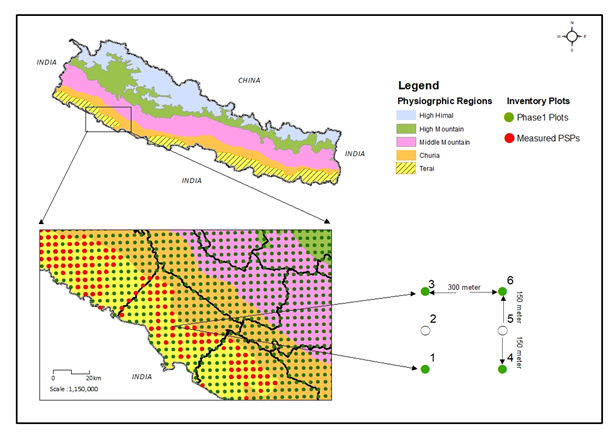 N
W
E
S
INDIA
CHINA
INDIA
INDIA
Legend
Physiogrphic Regions
High Himal
High Mountain
Middle Mountain
Churia
Terai
Inventory Plots
Phase1 Plots
Measured PSPs
3
300 meter
6
150 meter
2
5
150 meter
1
4
INDIA
0
20km
Scale :1,150,000